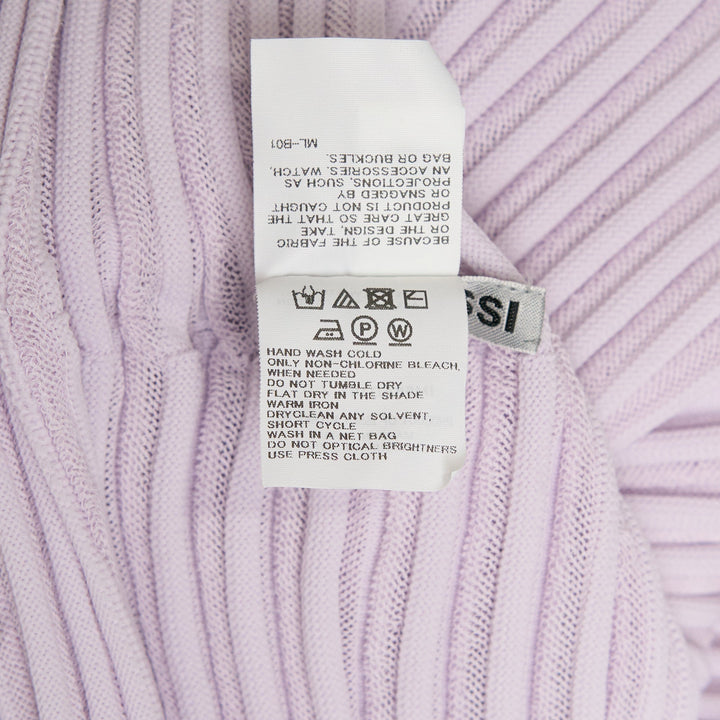 BECAUSE OF THE FABRIC
OR THE DESIGN, TAKE
GREAT CARE SO THAT THE
PRODUCT IS NOT CAUGHT
OR SNAGGED BY
PROJECTIONS, SUCH AS
AN ACCESSORIES, WATCH,
BAG OR BUCKLES.
ML-B01
P W
SSI
HAND WASH COLD
ONLY NON-CHLORINE BLEACH,
WHEN NEEDED
DO NOT TUMBLE DRY
FLAT DRY IN THE SHADE
WARM IRON
DRYCLEAN ANY SOLVENT,
SHORT CYCLE
WASH IN A NET BAG
DO NOT OPTICAL BRIGHTNERS
USE PRESS CLOTH